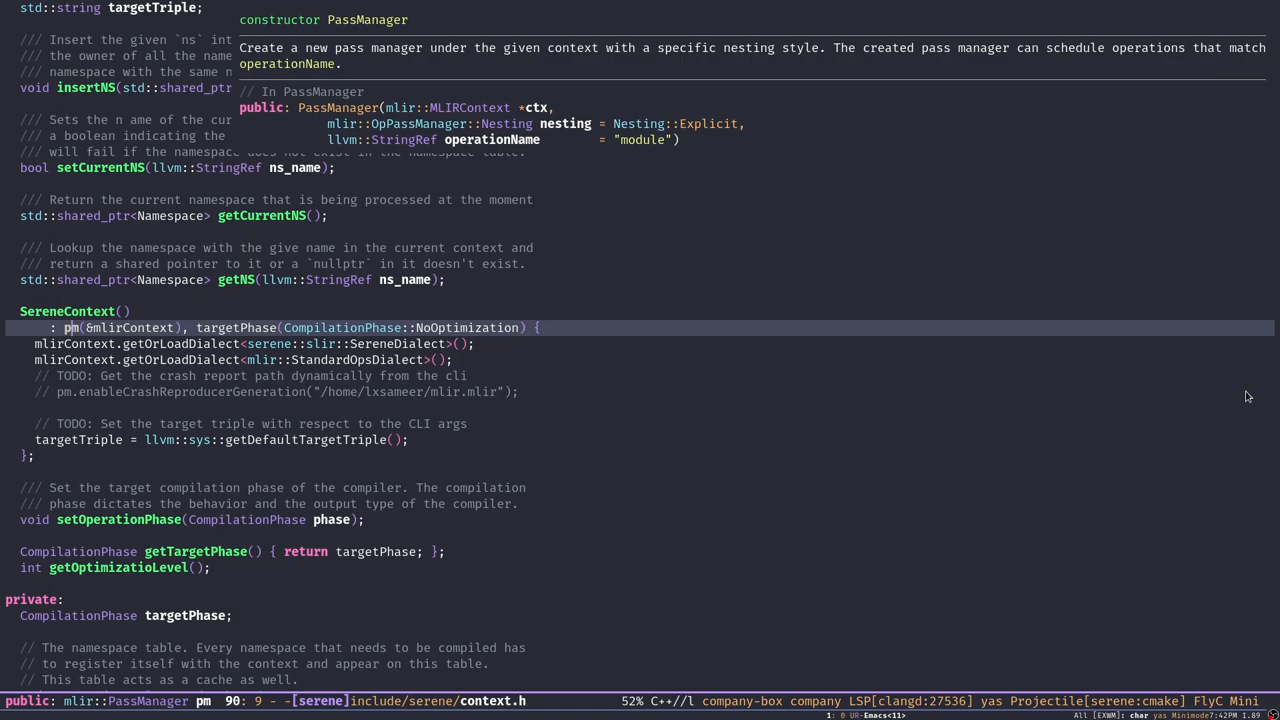 std::string targetTriple;
constructor PassManager
/// Insert the given `ns` int
Create a new pass manager under the given context with a specific nesting style. The created pass manager can schedule operations that match
/// the owner of all the name
operationName.
/// namespace with the same n
void insertNS(std::shared_ptr
// In PassManager
public: PassManager(mlir::MLIRContext *ctx,
/// Sets the n ame of the cur
mlir::OpPassManager::Nesting nesting = Nesting::Explicit,
/// a boolean indicating the
llvm::StringRef operationName = "module")
/// will fail if the namespace does not exist in the namespace table.
bool setCurrentNS(llvm::StringRef ns_name);
/// Return the current namespace that is being processed at the moment
std::shared_ptr<Namespace> getCurrentNS();
/// Lookup the namespace with the give name in the current context and
/// return a shared pointer to it or a `nullptr` in it doesn't exist.
std::shared_ptr<Namespace> getNS(llvm::StringRef ns_name);
SereneContext()
: pm(&mlirContext), targetPhase(CompilationPhase::NoOptimization) {
mlirContext.getOrLoadDialect<serene::slir::SereneDialect>();
mlirContext.getOrLoadDialect<mlir::StandardOpsDialect>();
// TODO: Get the crash report path dynamically from the cli
// pm.enableCrashReproducerGeneration("/home/lxsameer/mlir.mlir");
// TODO: Set the target triple with respect to the CLI args
targetTriple = llvm::sys::getDefaultTargetTriple();
};
/// Set the target compilation phase of the compiler. The compilation
/// phase dictates the behavior and the output type of the compiler.
void setOperationPhase(CompilationPhase phase);
CompilationPhase getTargetPhase() { return targetPhase; };
int getOptimizatioLevel();
private:
CompilationPhase targetPhase;
// The namespace table. Every namespace that needs to be compiled has
// to register itself with the context and appear on this table.
// This table acts as a cache as well.
public: mlir::PassManager pm 90: 9 - -[serene]include/serene/context.h 52% C++//l company-box company LSP[clangd:27536] yas Projectile[serene:cmake] FlyC Mini
1: 0 UR-Emacs<11> All [EXWM]: char yas Minimode7:42PM 1.89